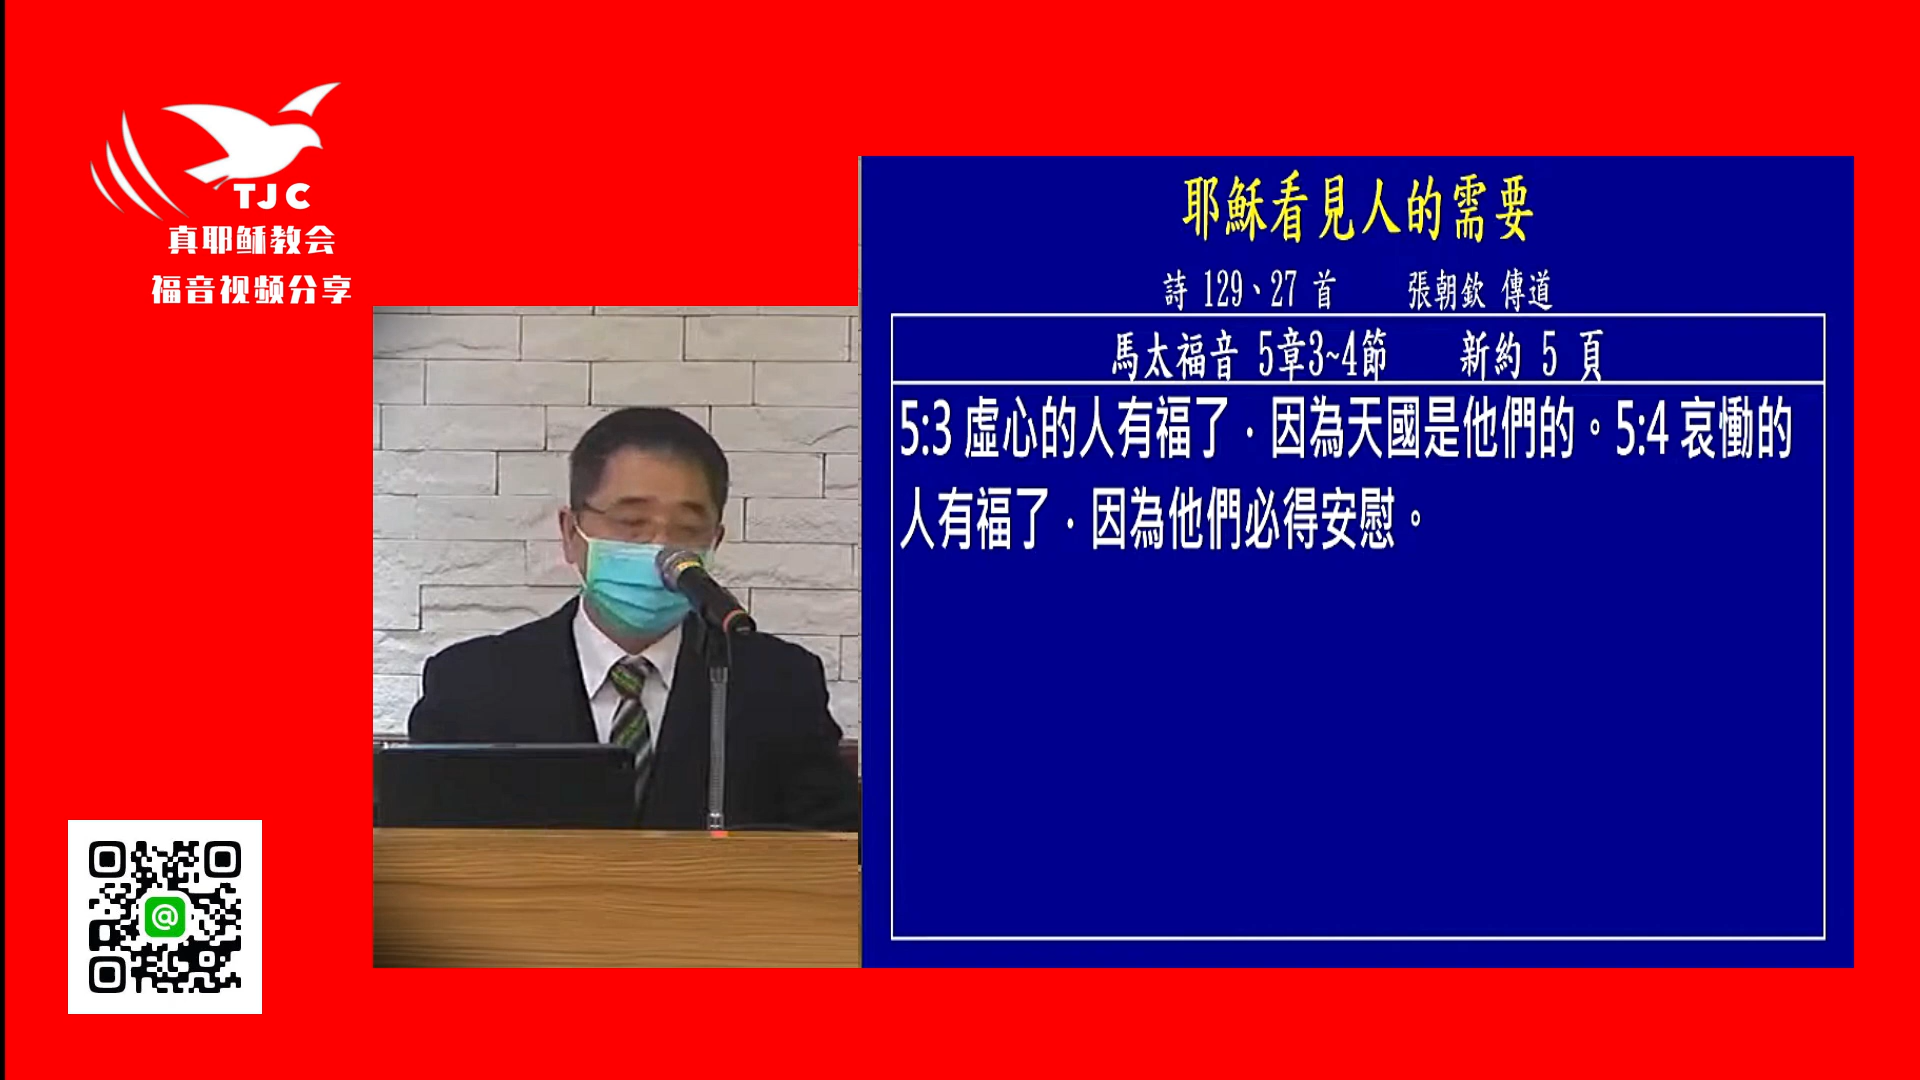 TJC
真耶稣教会
福音视频分享
耶穌看見人的需要
詩 129、27 首 張朝欽 傳道
馬太福音 5章3~4節 新約 5 頁
5:3 虛心的人有福了．因為天國是他們的。5:4 哀慟的
人有福了．因為他們必得安慰。
@